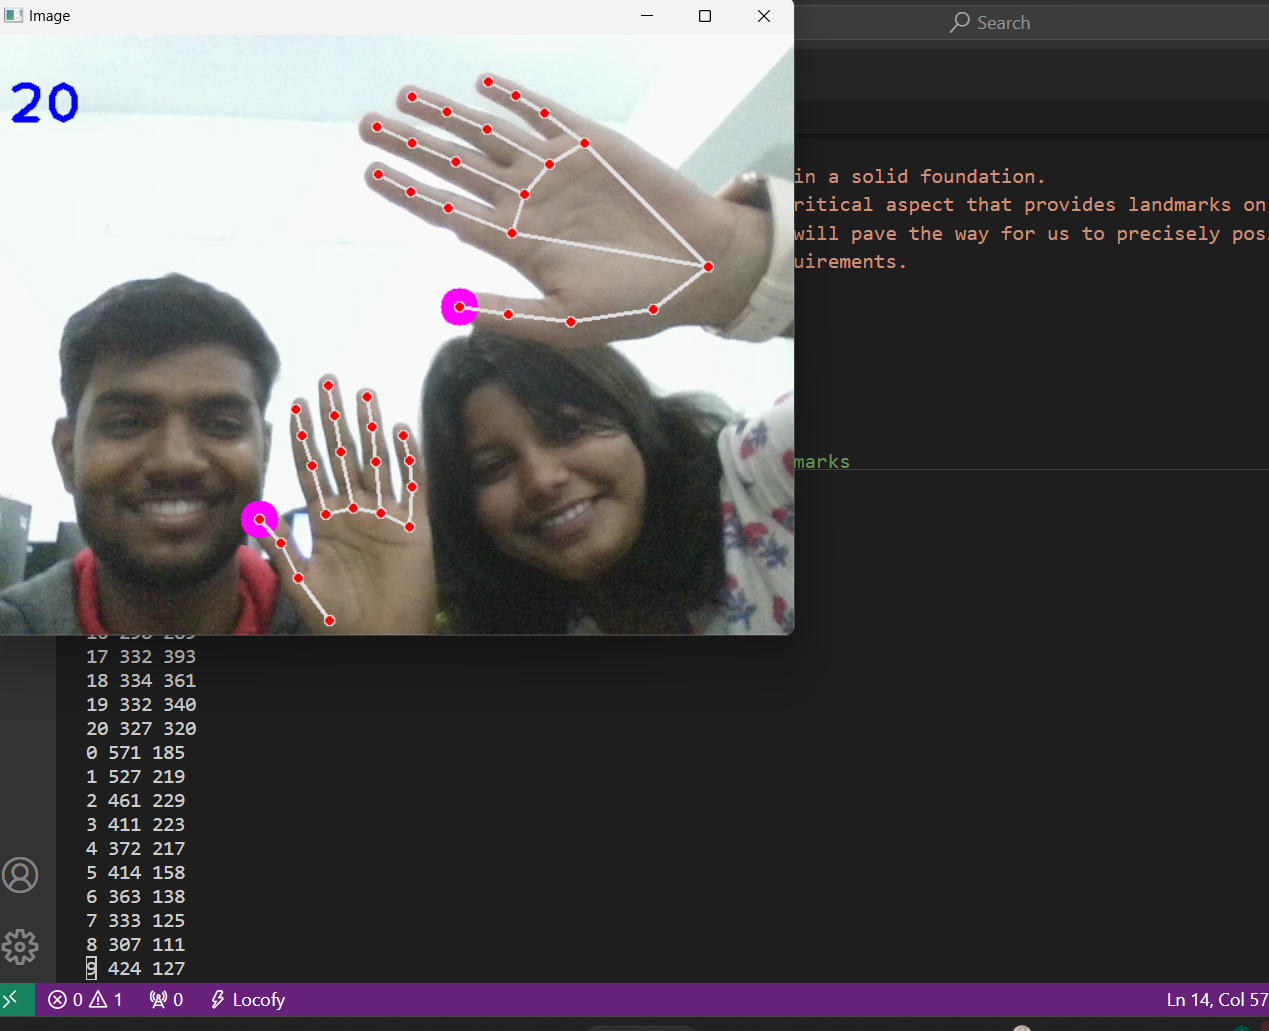 Image
Search
20
in a solid foundation.
ritical aspect that provides landmarks on
will pave the way for us to precisely posi
uirements.
marks
17 332 393
18 334 361
19 332 340
20 327 320
0 571 185
1 527 219
2 461 229
3 411 223
4 372 217
5 414 158
6 363 138
7 333 125
8 307 111
9 424 127
0 1 0 Locofy Ln 14, Col 57